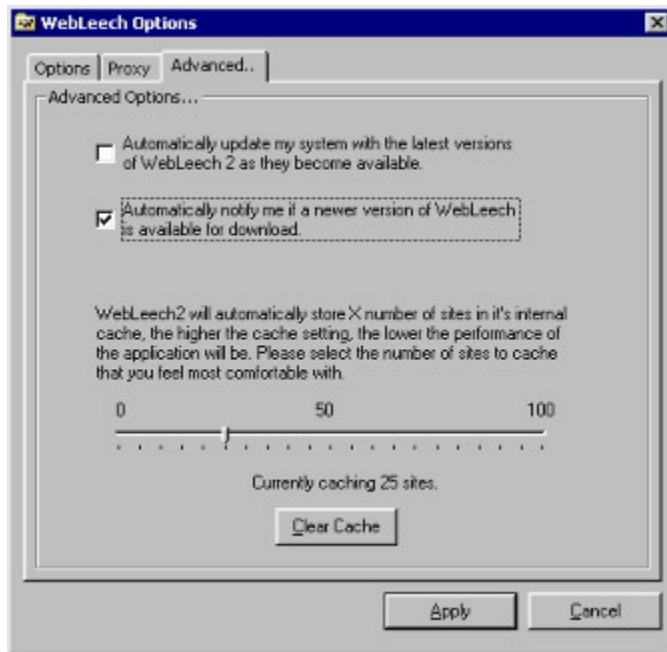 WebLeech Options
Options Proxy Advanced..
Advanced Options...
Automatically update my system with the latest versions
of WebLeech 2 as they become available.
Automatically notify me if a newer version of WebLeech
is available for download.
WebLeech2 will automatically store X number of sites in it's internal
cache, the higher the cache setting, the lower the performance of
the application will be. Please select the number of sites to cache
that you feel most comfortable with.
0 50 100
Currently caching 25 sites.
Clear Cache
Apply Cancel